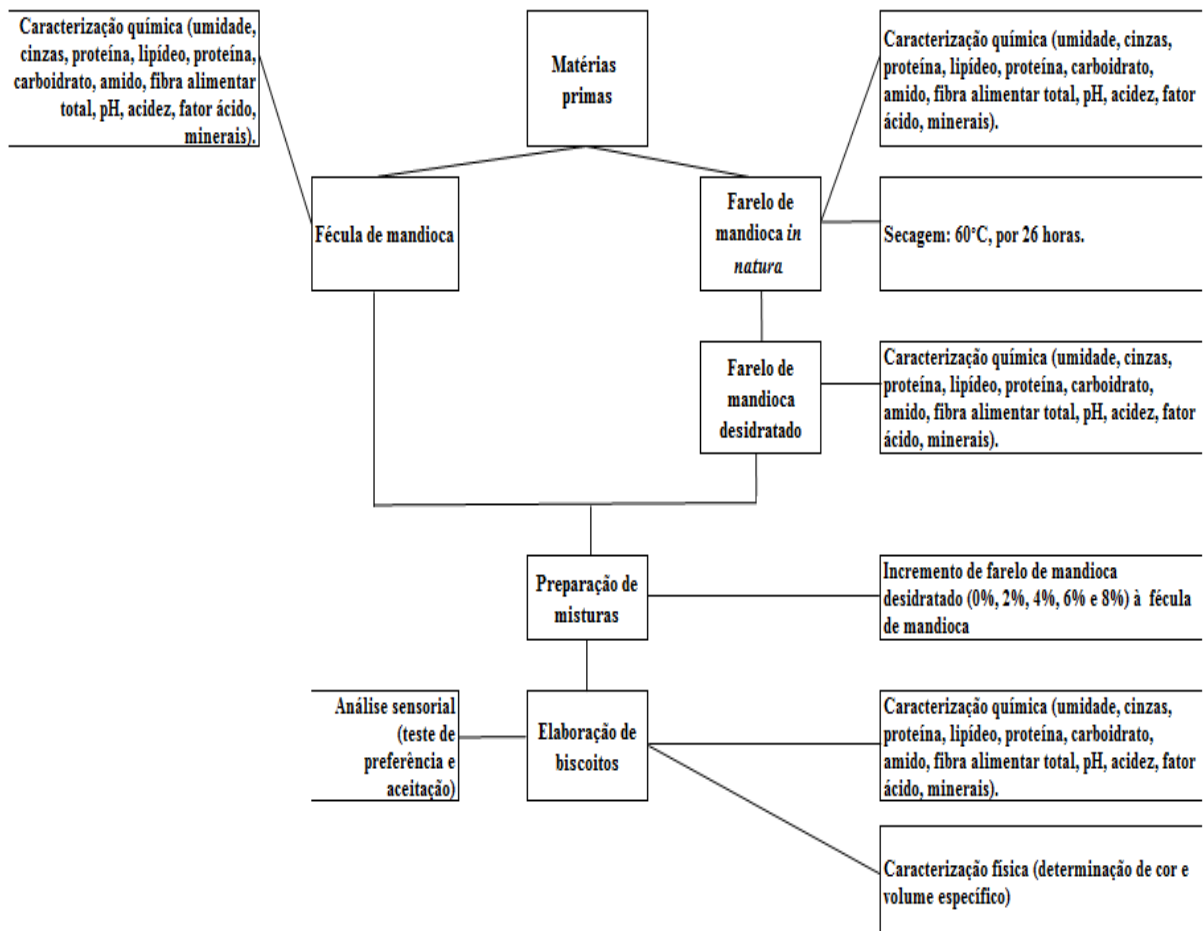 Caracterização química (umidade,
cinzas, proteína, lipídeo, proteína,
carboidrato, amido, fibra alimentar
total, pH, acidez, fator ácido,
minerais).
Matérias
primas
Caracterização química (umidade, cinzas,
proteína, lipídeo, proteína, carboidrato,
amido, fibra alimentar total, pH, acidez, fator
ácido, minerais).
Fécula de mandioca
Farelo de
mandioca in
natura
Secagem: 60°C, por 26 horas.
Farelo de
mandioca
desidratado
Caracterização química (umidade, cinzas,
proteína, lipídeo, proteína, carboidrato,
amido, fibra alimentar total, pH, acidez, fator
ácido, minerais).
Preparação de
misturas
Incremento de farelo de mandioca
desidratado (0%, 2%, 4%, 6% e 8%) à fécula
de mandioca
Análise sensorial
(teste de
preferência e
aceitação)
Elaboração de
biscoitos
Caracterização química (umidade, cinzas,
proteína, lipídeo, proteína, carboidrato,
amido, fibra alimentar total, pH, acidez, fator
ácido, minerais).
Caracterização física (determinação de cor e
volume específico)